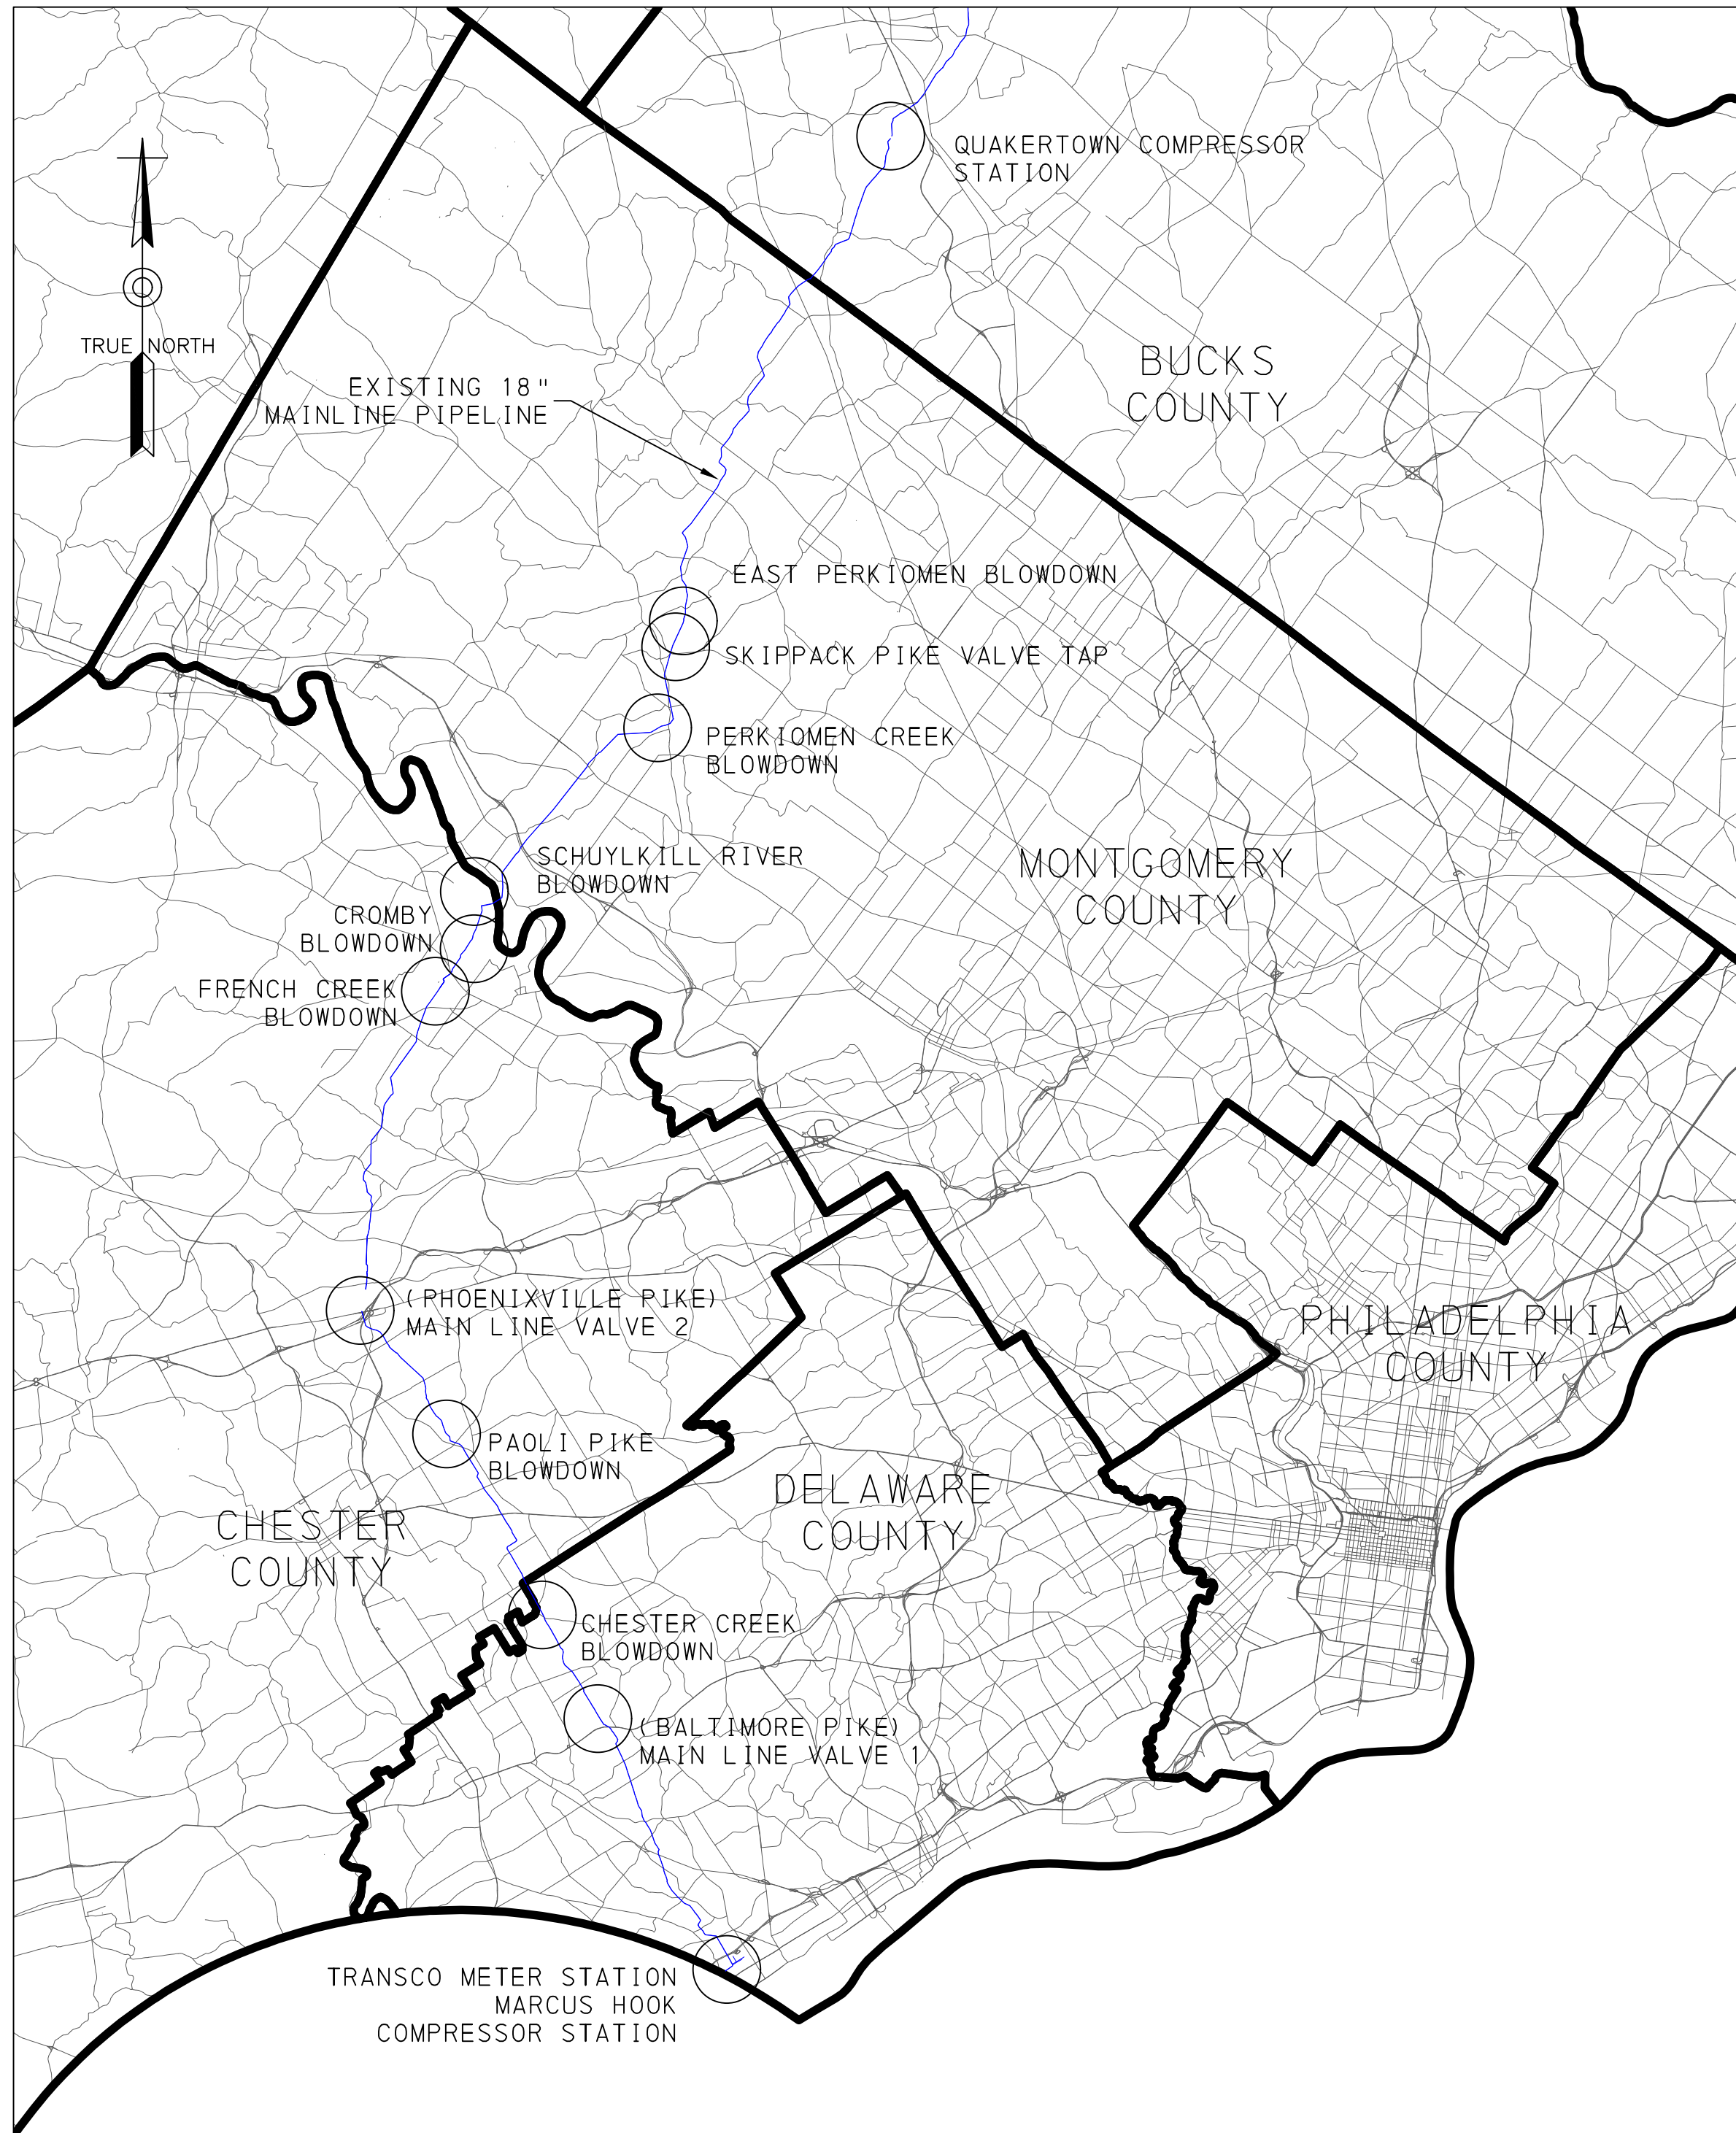 QUAKERTOWN COMPRESSOR
STATION
TRUE NORTH
BUCKS
COUNTY
EXISTING 18"
MAINLINE PIPELINE
EAST PERKIOMEN BLOWDOWN
SKIPPACK PIKE VALVE TAP
PERKIOMEN CREEK
BLOWDOWN
SCHUYLKILL RIVER
BLOWDOWN
MONTGOMERY
COUNTY
CROMBY
BLOWDOWN
FRENCH CREEK
BLOWDOWN
(PHOENIXVILLE PIKE)
MAIN LINE VALVE 2
PHILADELPHIA
COUNTY
PAOLI PIKE
BLOWDOWN
DELAWARE
COUNTY
CHESTER
COUNTY
CHESTER CREEK
BLOWDOWN
(BALTIMORE PIKE)
MAIN LINE VALVE 1
TRANSCO METER STATION
MARCUS HOOK
COMPRESSOR STATION